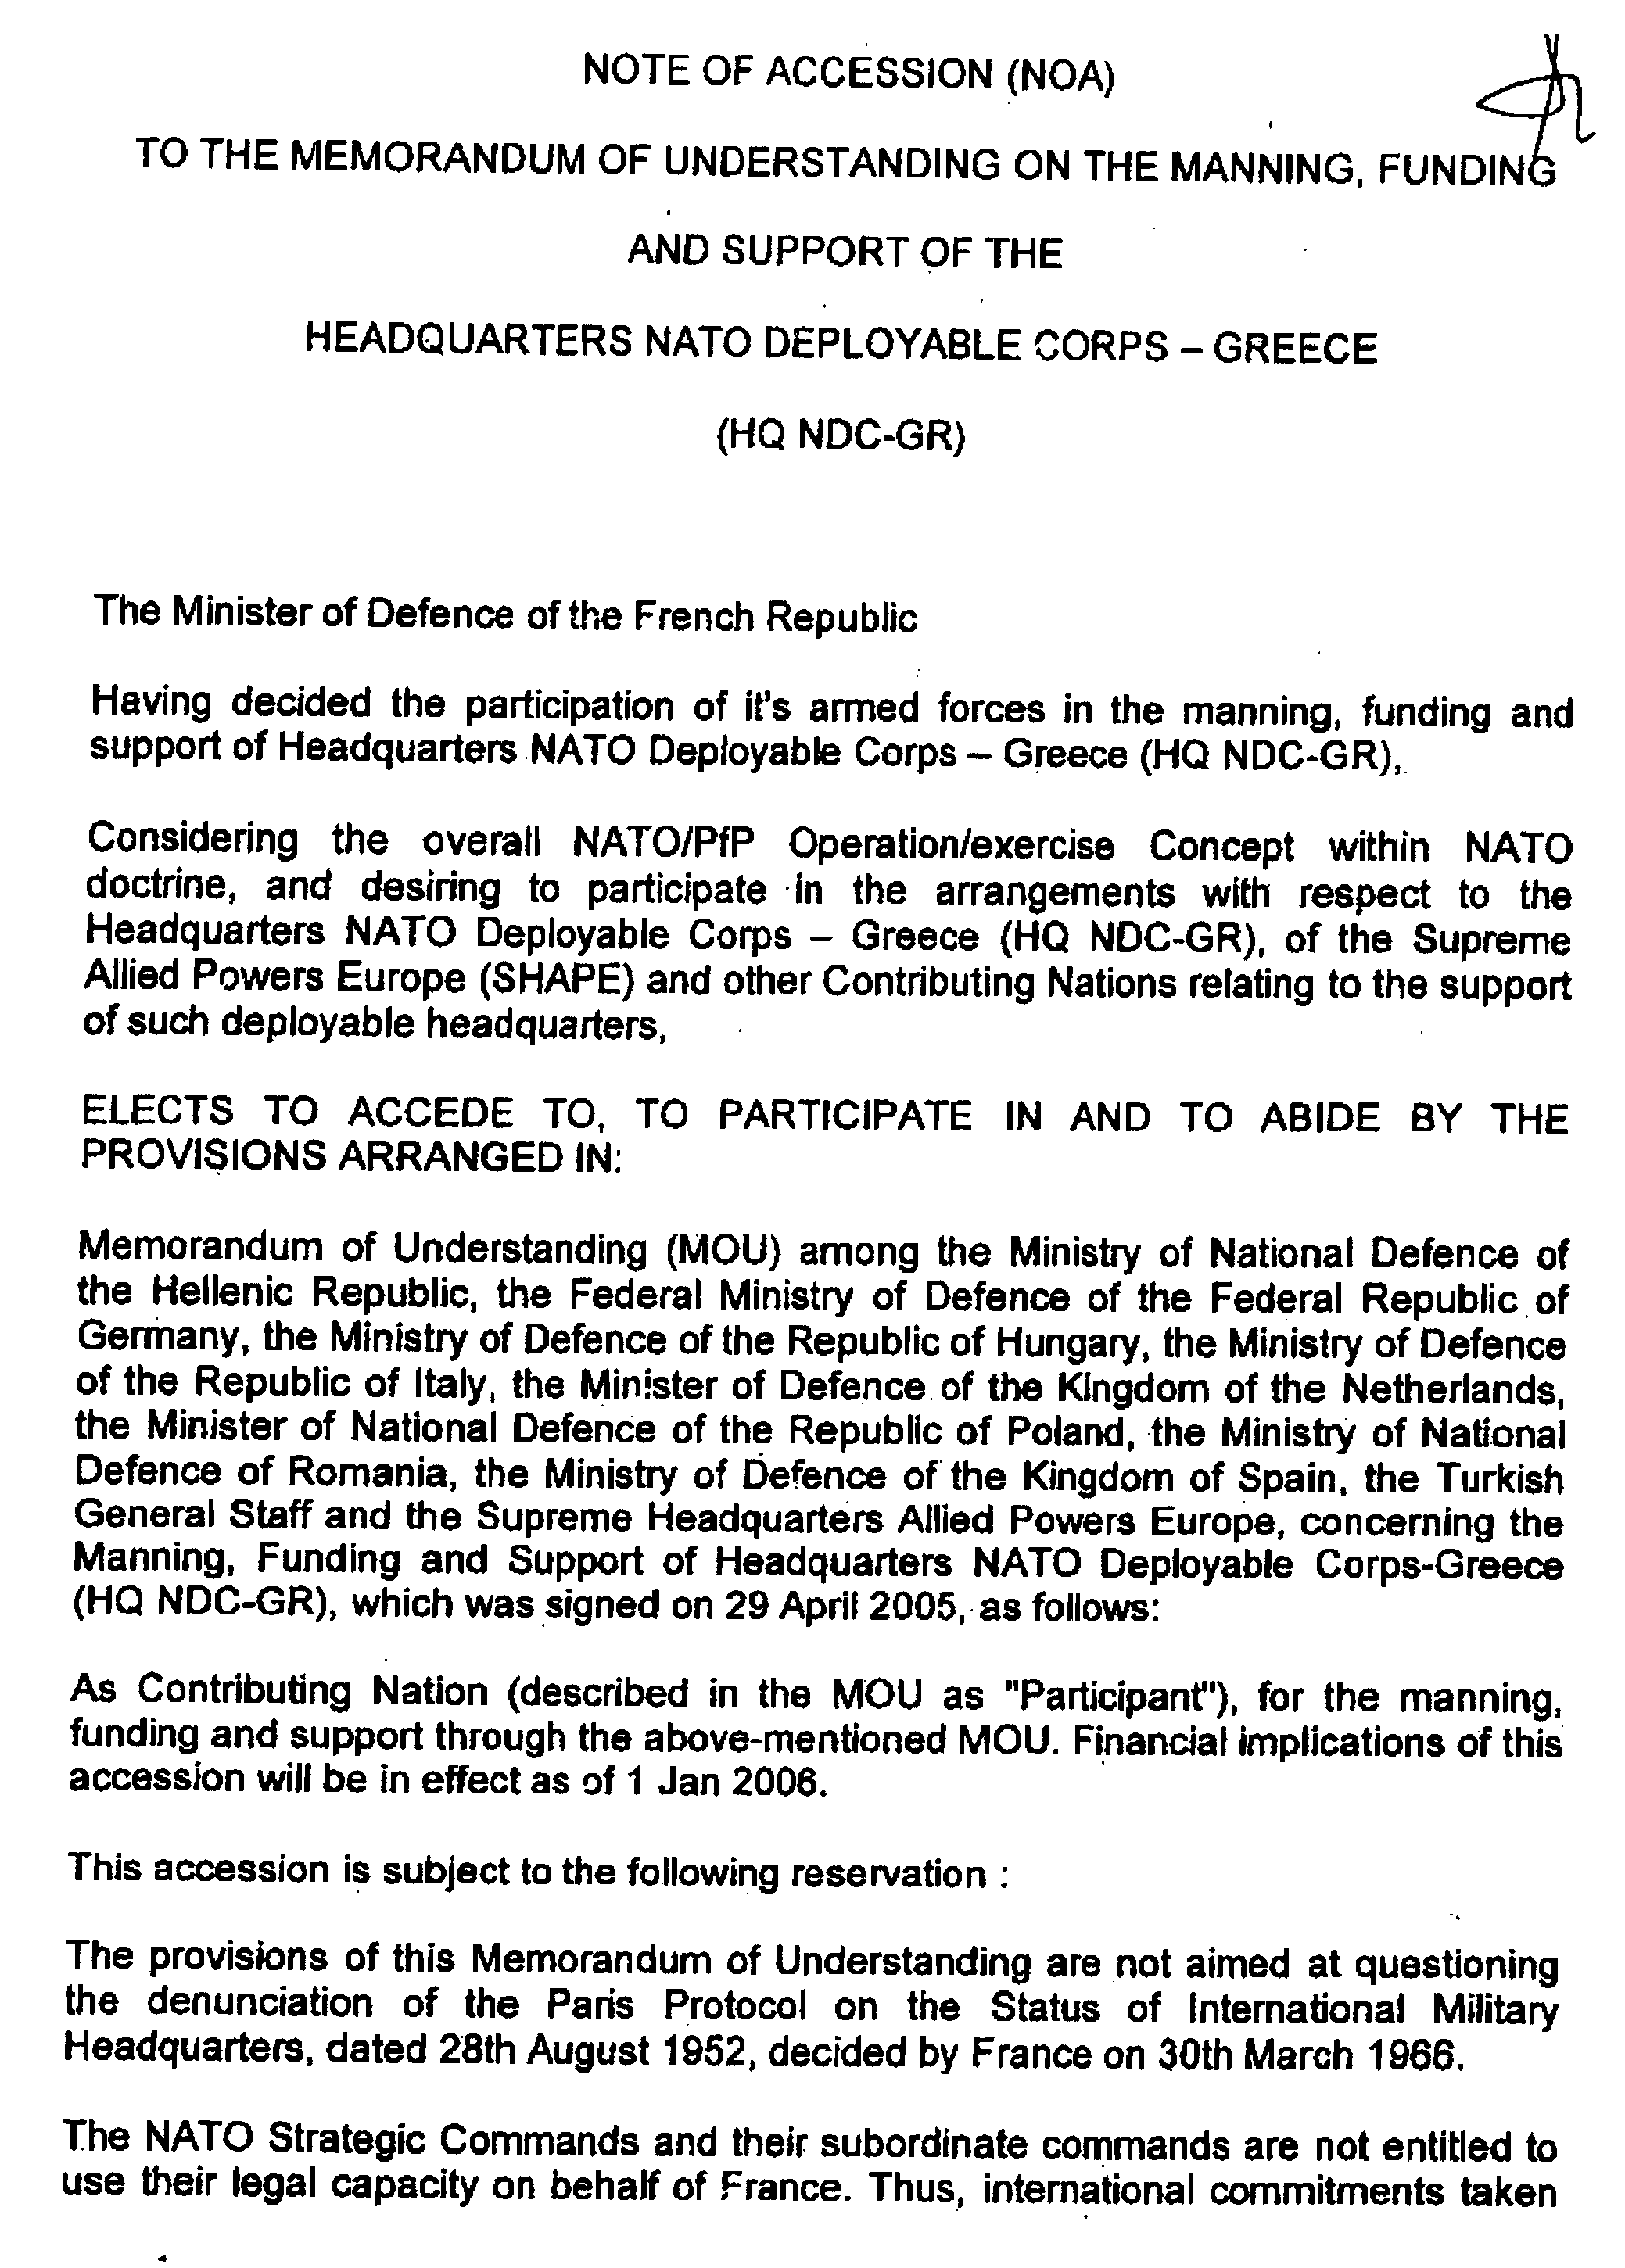 NOTE OF ACCESSION (NOA)
TO THE MEMORANDUM OF UNDERSTANDING ON THE MANNING, FUNDING
AND SUPPORT OF THE
HEADQUARTERS NATO DEPLOYABLE CORPS – GREECE
(HQ NDC-GR)
The Minister of Defence of the French Republic
Having decided the participation of it's armed forces in the manning, funding and
support of Headquarters NATO Deployable Corps – Greece (HQ NDC-GR),
Considering the overall NATO/PfP Operation/exercise Concept within NATO
doctrine, and desiring to participate in the arrangements with respect to the
Headquarters NATO Deployable Corps – Greece (HQ NDC-GR), of the Supreme
Allied Powers Europe (SHAPE) and other Contributing Nations relating to the support
of such deployable headquarters,
ELECTS TO ACCEDE TO, TO PARTICIPATE IN AND TO ABIDE BY THE
PROVISIONS ARRANGED IN:
Memorandum of Understanding (MOU) among the Ministry of National Defence of
the Hellenic Republic, the Federal Ministry of Defence of the Federal Republic of
Germany, the Ministry of Defence of the Republic of Hungary, the Ministry of Defence
of the Republic of Italy, the Minister of Defence of the Kingdom of the Netherlands,
the Minister of National Defence of the Republic of Poland, the Ministry of National
Defence of Romania, the Ministry of Defence of the Kingdom of Spain, the Turkish
General Staff and the Supreme Headquarters Allied Powers Europe, concerning the
Manning, Funding and Support of Headquarters NATO Deployable Corps-Greece
(HQ NDC-GR), which was signed on 29 April 2005, as follows:
As Contributing Nation (described in the MOU as "Participant"), for the manning,
funding and support through the above-mentioned MOU. Financial implications of this
accession will be in effect as of 1 Jan 2006.
This accession is subject to the following reservation :
The provisions of this Memorandum of Understanding are not aimed at questioning
the denunciation of the Paris Protocol on the Status of International Military
Headquarters, dated 28th August 1952, decided by France on 30th March 1966.
The NATO Strategic Commands and their subordinate commands are not entitled to
use their legal capacity on behalf of France. Thus, international commitments taken